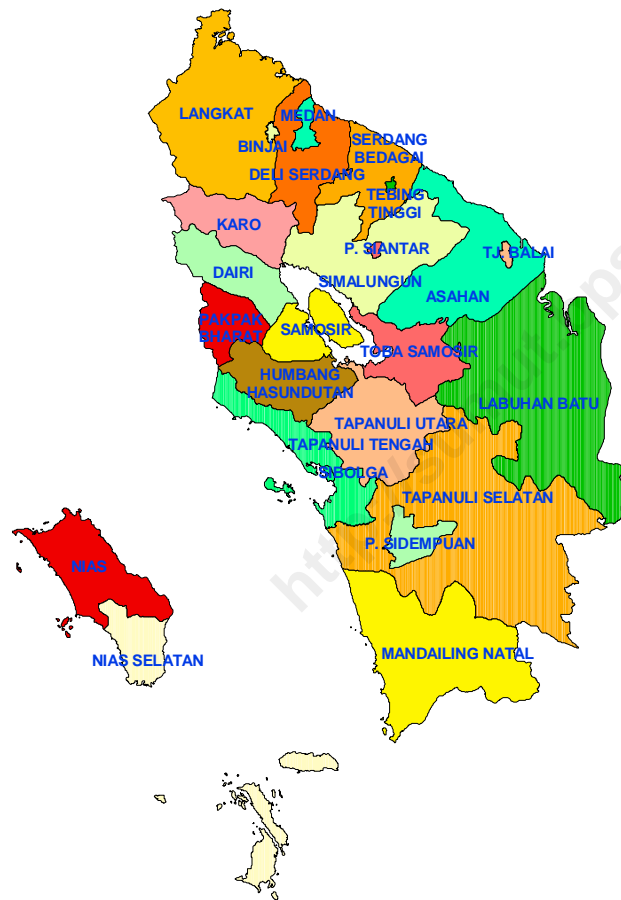 LANGKAT
MEDAN
BINJAI
SERDANG
BEDAGAI
DELI SERDANG
TEBING
TINGGI
KARO
P. SIANTAR
TJ. BALAI
DAIRI
SIMALUNGUN
ASAHAN
PAKPAK
BHARAT
SAMOSIR
TOBA SAMOSIR
HUMBANG
HASUNDUTAN
LABUHAN BATU
TAPANULI UTARA
TAPANULI TENGAH
SIBOLGA
TAPANULI SELATAN
P. SIDEMPUAN
NIAS
MANDAILING NATAL
NIAS SELATAN